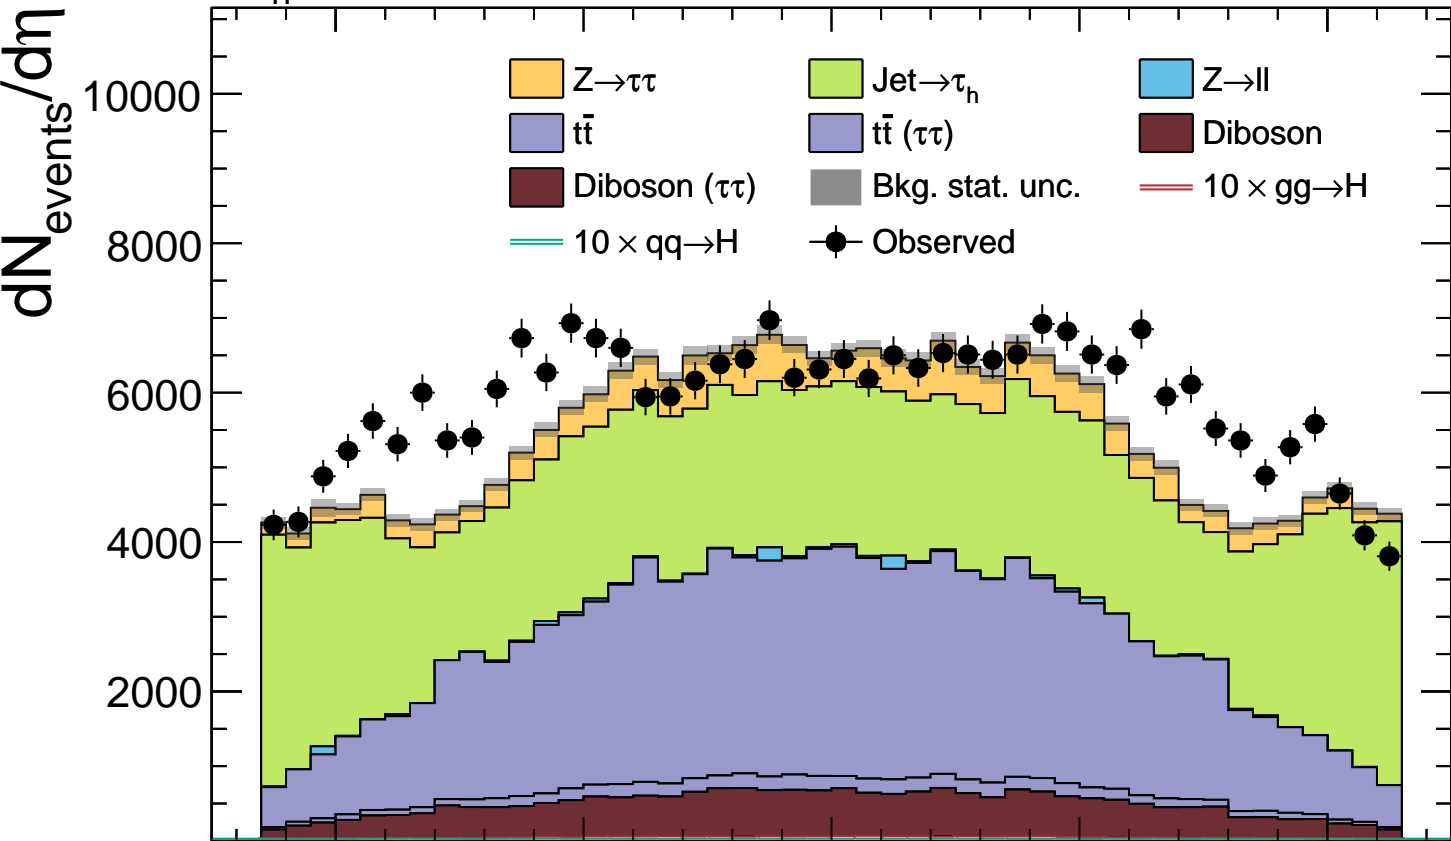 dN_events/dη
10000
8000
6000
4000
2000
Z→ττ
Jet→τ_h
Z→ll
tt̄
tt̄ (ττ)
Diboson
Diboson (ττ)
Bkg. stat. unc.
10 × gg→H
10 × qq→H
Observed